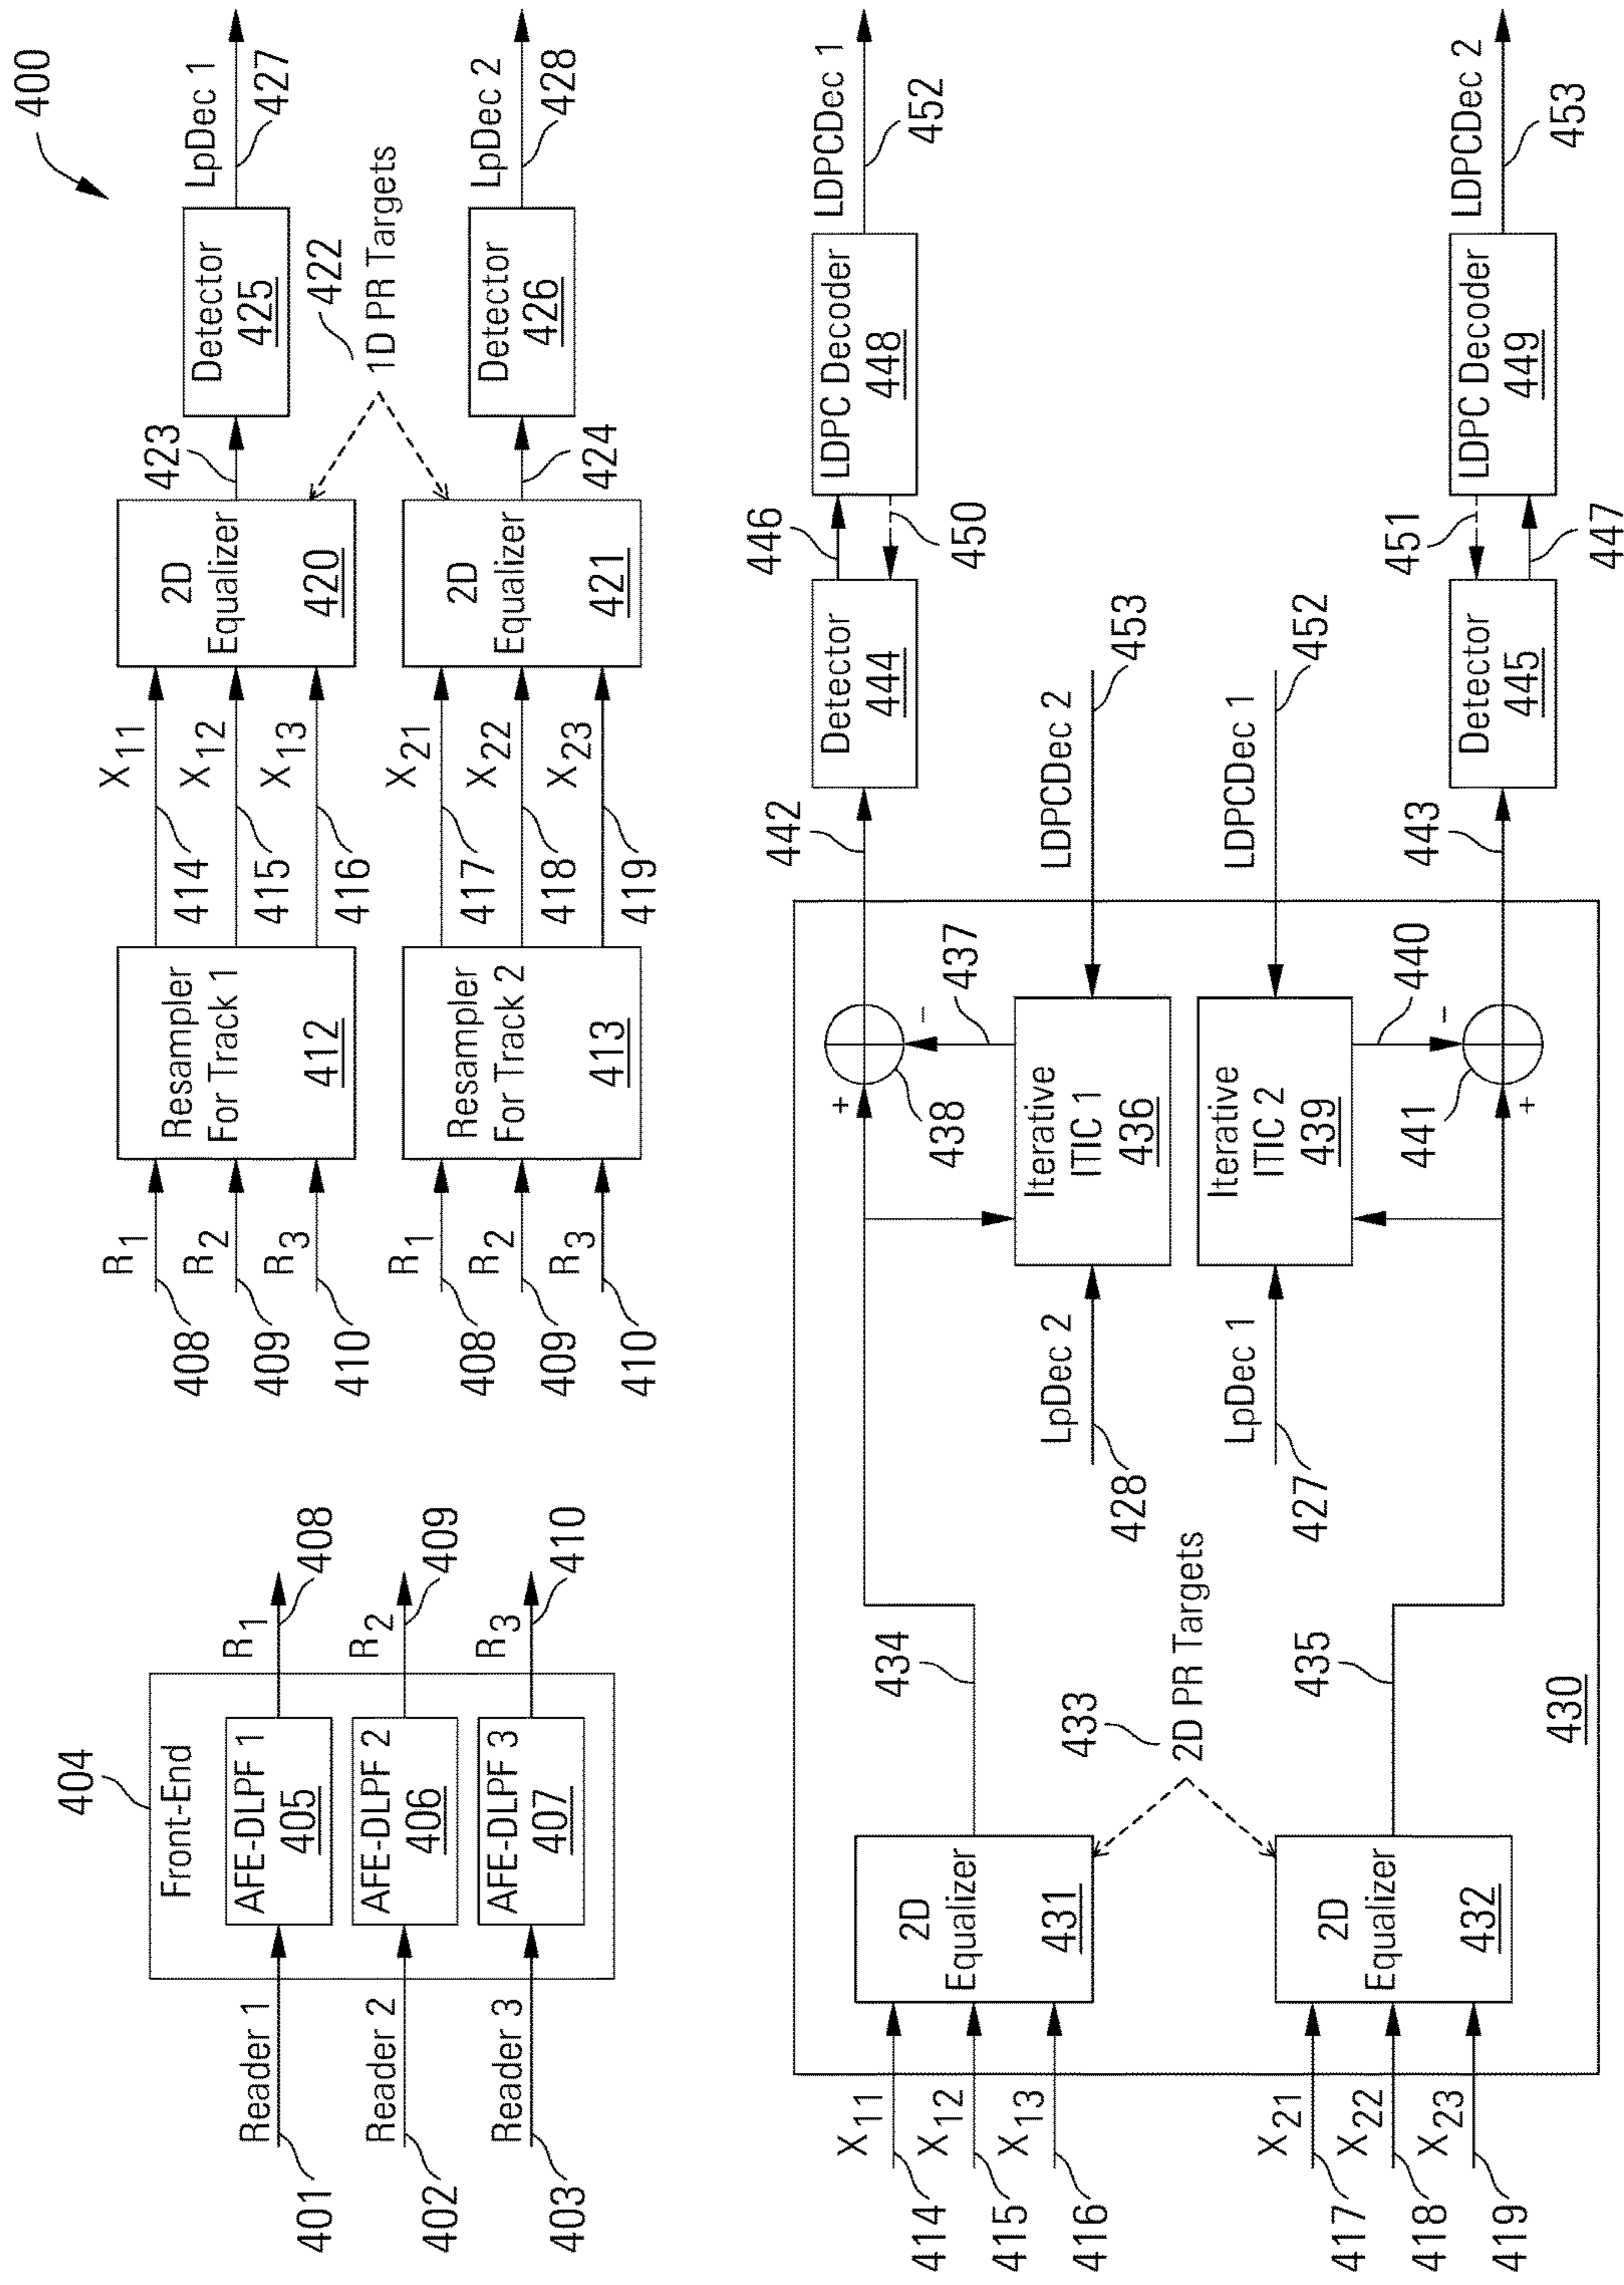 400
404
Front-End
Reader 1
401
AFE-DLPF 1
405
R1
408
Reader 2
402
AFE-DLPF 2
406
R2
409
Reader 3
403
AFE-DLPF 3
407
R3
410
R1
408
R2
409
R3
410
Resampler
For Track 1
412
X11
414
X12
415
X13
416
2D
Equalizer
420
423
Detector
425
LpDec 1
427
422
1D PR Targets
R1
408
R2
409
R3
410
Resampler
For Track 2
413
X21
417
X22
418
X23
419
2D
Equalizer
421
424
Detector
426
LpDec 2
428
X11
414
X12
415
X13
416
2D
Equalizer
431
434
433
2D PR Targets
X21
417
X22
418
X23
419
2D
Equalizer
432
435
430
LpDec 2
428
Iterative
ITIC 1
436
437
+
-
438
LDPCDec 2
453
LpDec 1
427
Iterative
ITIC 2
439
440
-
+
441
LDPCDec 1
452
442
Detector
444
446
450
LDPC Decoder
448
LDPCDec 1
452
443
Detector
445
451
447
LDPC Decoder
449
LDPCDec 2
453